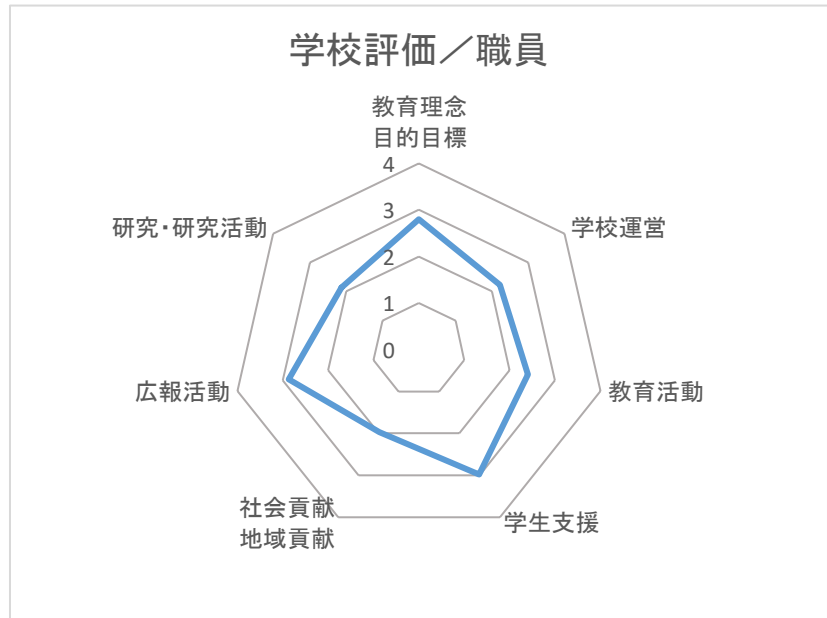 学校評価／職員
教育理念
目的目標
4
3
2
1
0
学校運営
教育活動
学生支援
社会貢献
地域貢献
広報活動
研究・研究活動